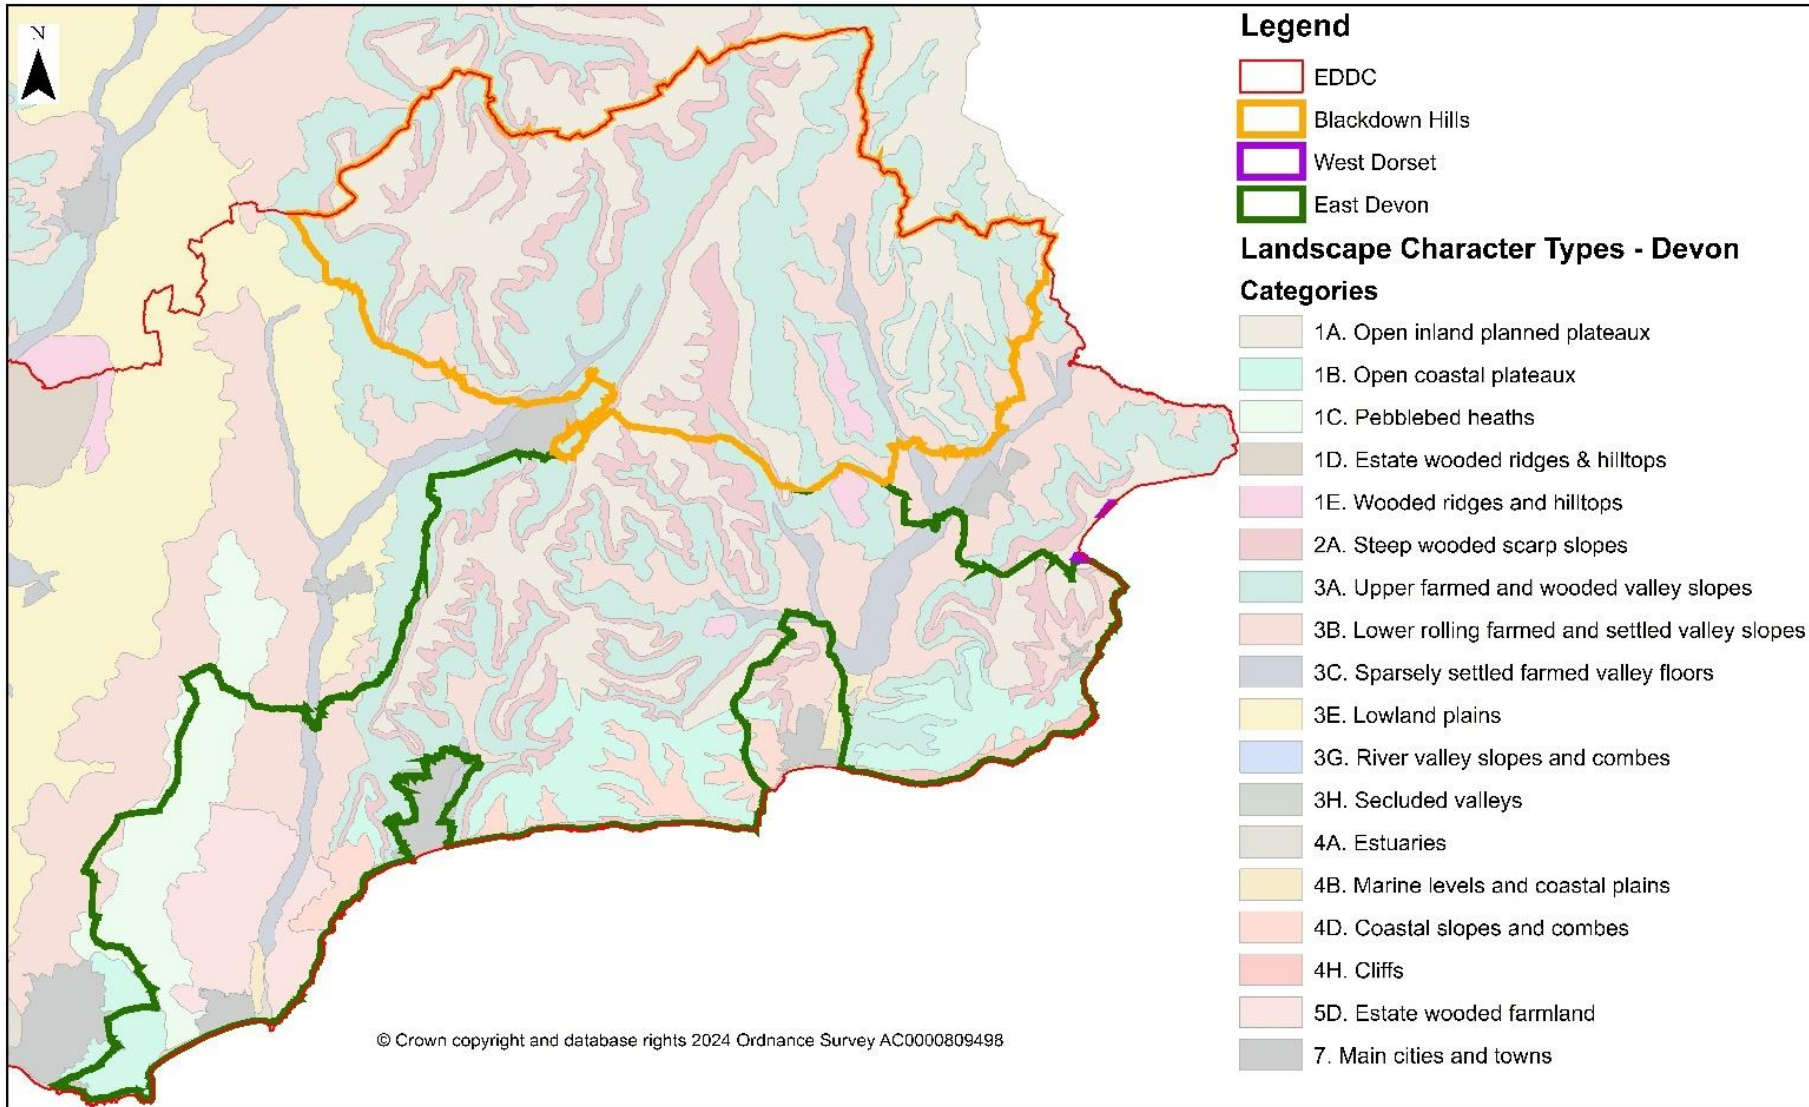 N
Legend
EDDC
Blackdown Hills
West Dorset
East Devon
Landscape Character Types - Devon
Categories
1A. Open inland planned plateaux
1B. Open coastal plateaux
1C. Pebblebed heaths
1D. Estate wooded ridges & hilltops
1E. Wooded ridges and hilltops
2A. Steep wooded scarp slopes
3A. Upper farmed and wooded valley slopes
3B. Lower rolling farmed and settled valley slopes
3C. Sparsely settled farmed valley floors
3E. Lowland plains
3G. River valley slopes and combes
3H. Secluded valleys
4A. Estuaries
4B. Marine levels and coastal plains
4D. Coastal slopes and combes
4H. Cliffs
5D. Estate wooded farmland
7. Main cities and towns
© Crown copyright and database rights 2024 Ordnance Survey AC0000809498